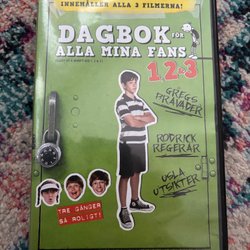 INNEHÅLLER ALLA 3 FILMERNA!
DAGBOK FÖR
ALLA MINA FANS
1, 2 & 3
GREGS
PRAVADER
RODRICK
REGERAR
USLA
UTSIKTER
TRE GÅNGER
SÅ ROLIGT!